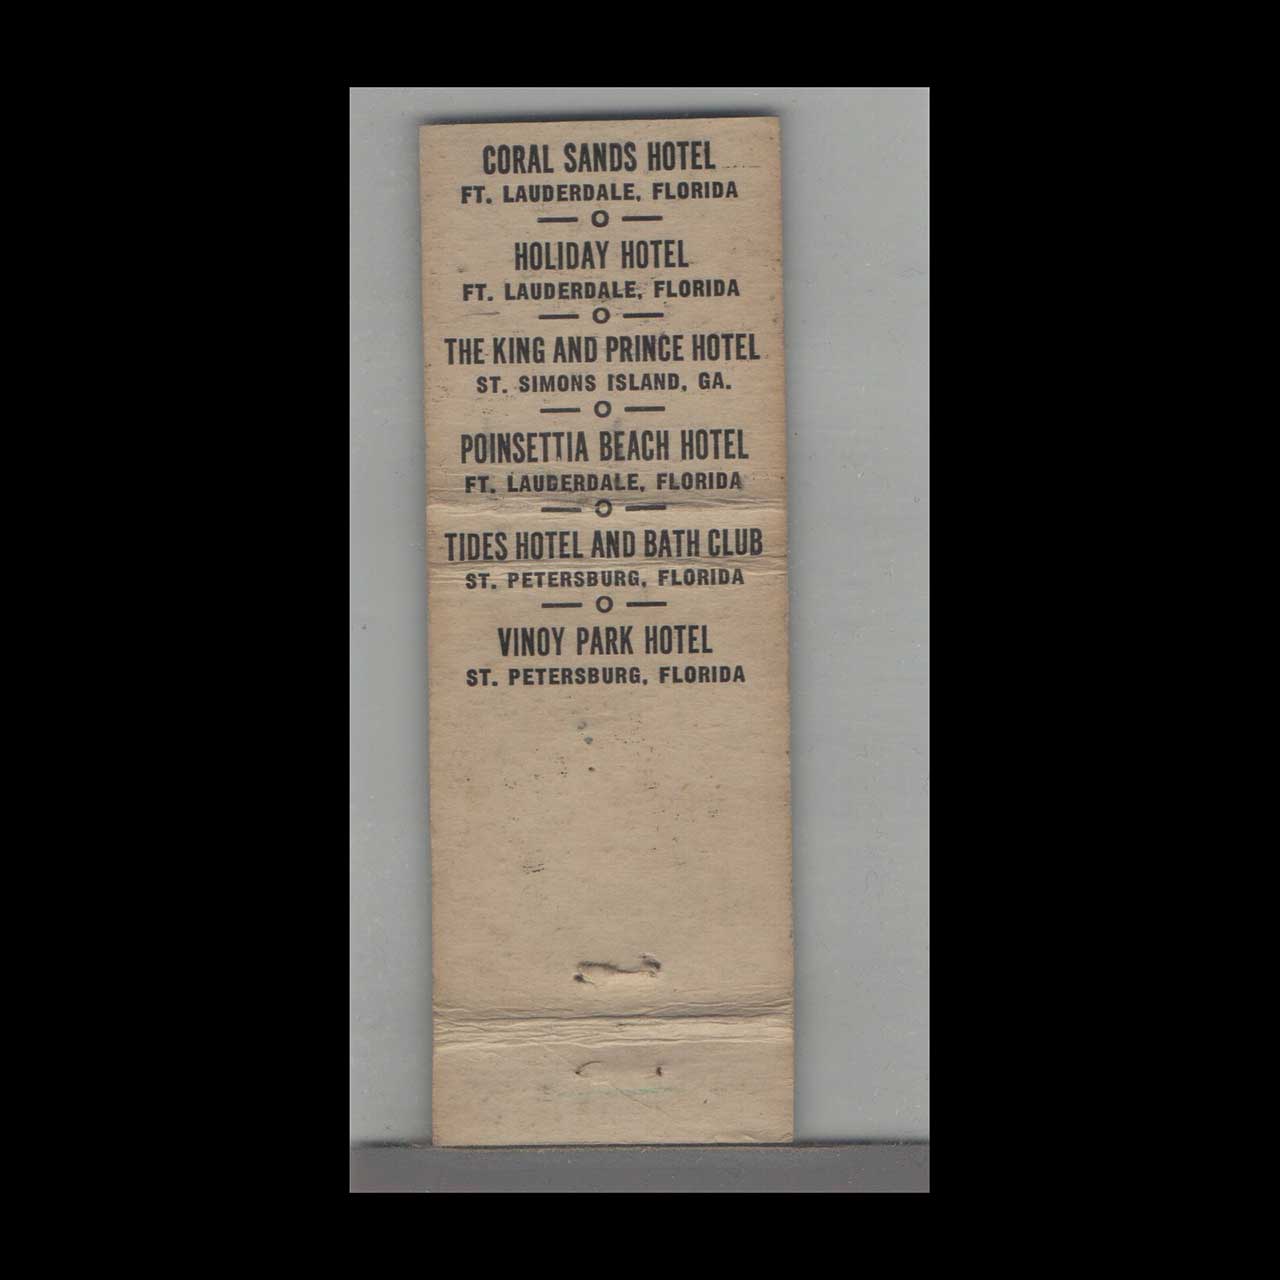 CORAL SANDS HOTEL
FT. LAUDERDALE, FLORIDA
— O —
HOLIDAY HOTEL
FT. LAUDERDALE, FLORIDA
— O —
THE KING AND PRINCE HOTEL
ST. SIMONS ISLAND, GA.
— O —
POINSETTIA BEACH HOTEL
FT. LAUDERDALE, FLORIDA
— O —
TIDES HOTEL AND BATH CLUB
ST. PETERSBURG, FLORIDA
— O —
VINOY PARK HOTEL
ST. PETERSBURG, FLORIDA